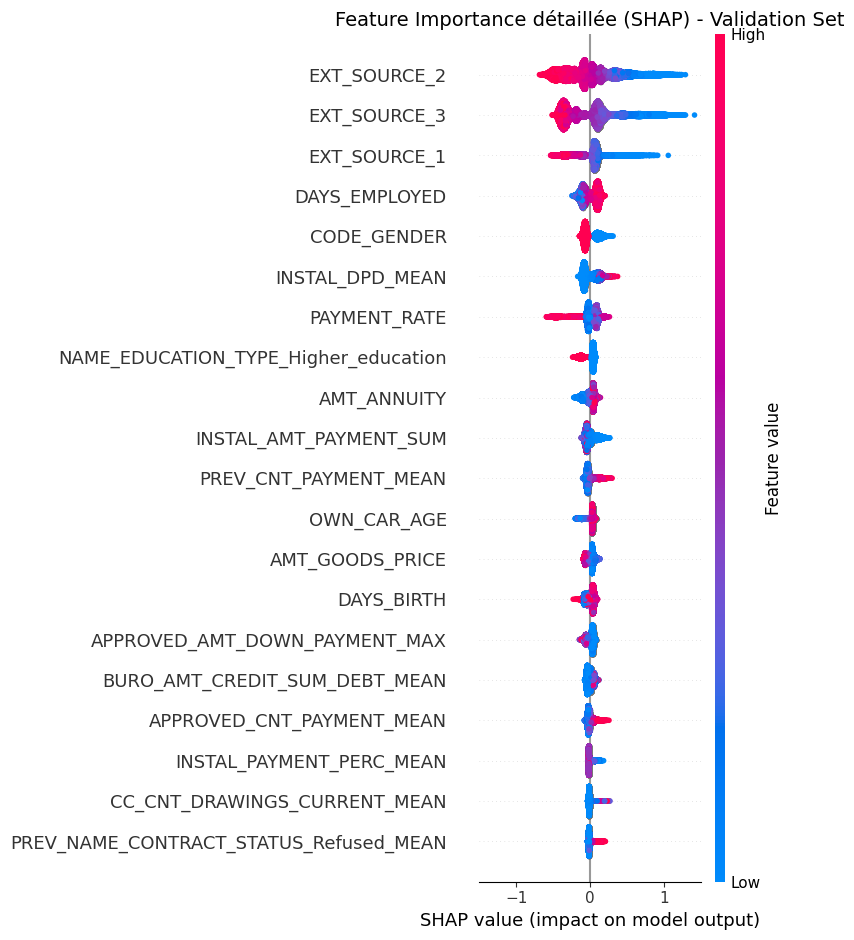 Feature Importance détaillée (SHAP) - Validation Set
High
EXT_SOURCE_2
EXT_SOURCE_3
EXT_SOURCE_1
DAYS_EMPLOYED
CODE_GENDER
INSTAL_DPD_MEAN
PAYMENT_RATE
NAME_EDUCATION_TYPE_Higher_education
AMT_ANNUITY
INSTAL_AMT_PAYMENT_SUM
PREV_CNT_PAYMENT_MEAN
OWN_CAR_AGE
AMT_GOODS_PRICE
DAYS_BIRTH
APPROVED_AMT_DOWN_PAYMENT_MAX
BURO_AMT_CREDIT_SUM_DEBT_MEAN
APPROVED_CNT_PAYMENT_MEAN
INSTAL_PAYMENT_PERC_MEAN
CC_CNT_DRAWINGS_CURRENT_MEAN
PREV_NAME_CONTRACT_STATUS_Refused_MEAN
Feature value
Low
−1 0 1
SHAP value (impact on model output)